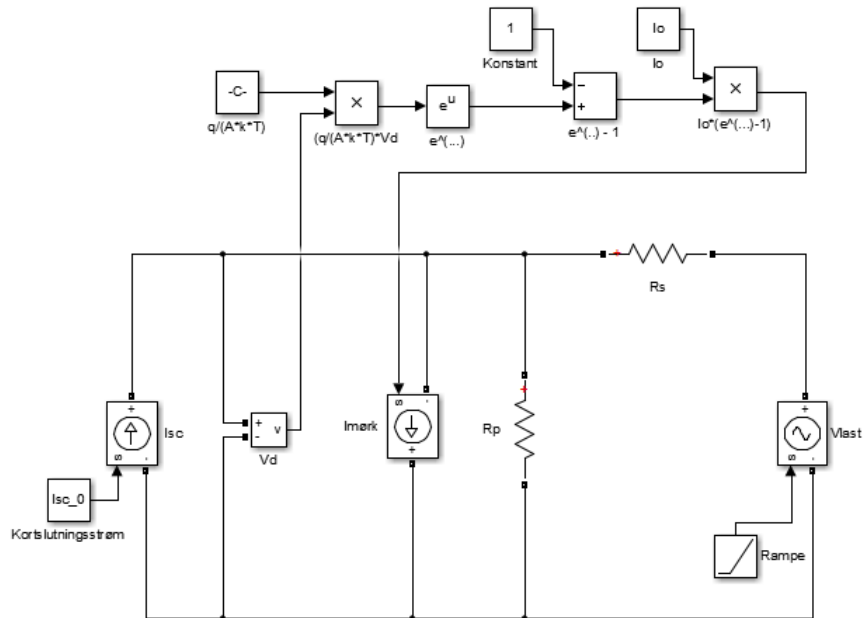 1
Konstant
Io
Io
-C-
q/(A*k*T)
×
(q/(A*k*T)*Vd
e^u
e^(...)
−
+
e^(..) - 1
×
Io*(e^(...)-1)
+
Rs
+
S
-
Isc
+
-
v
Vd
S
-
+
Imørk
+
Rp
+
S
-
Vlast
Isc_0
Kortslutningsstrøm
Rampe